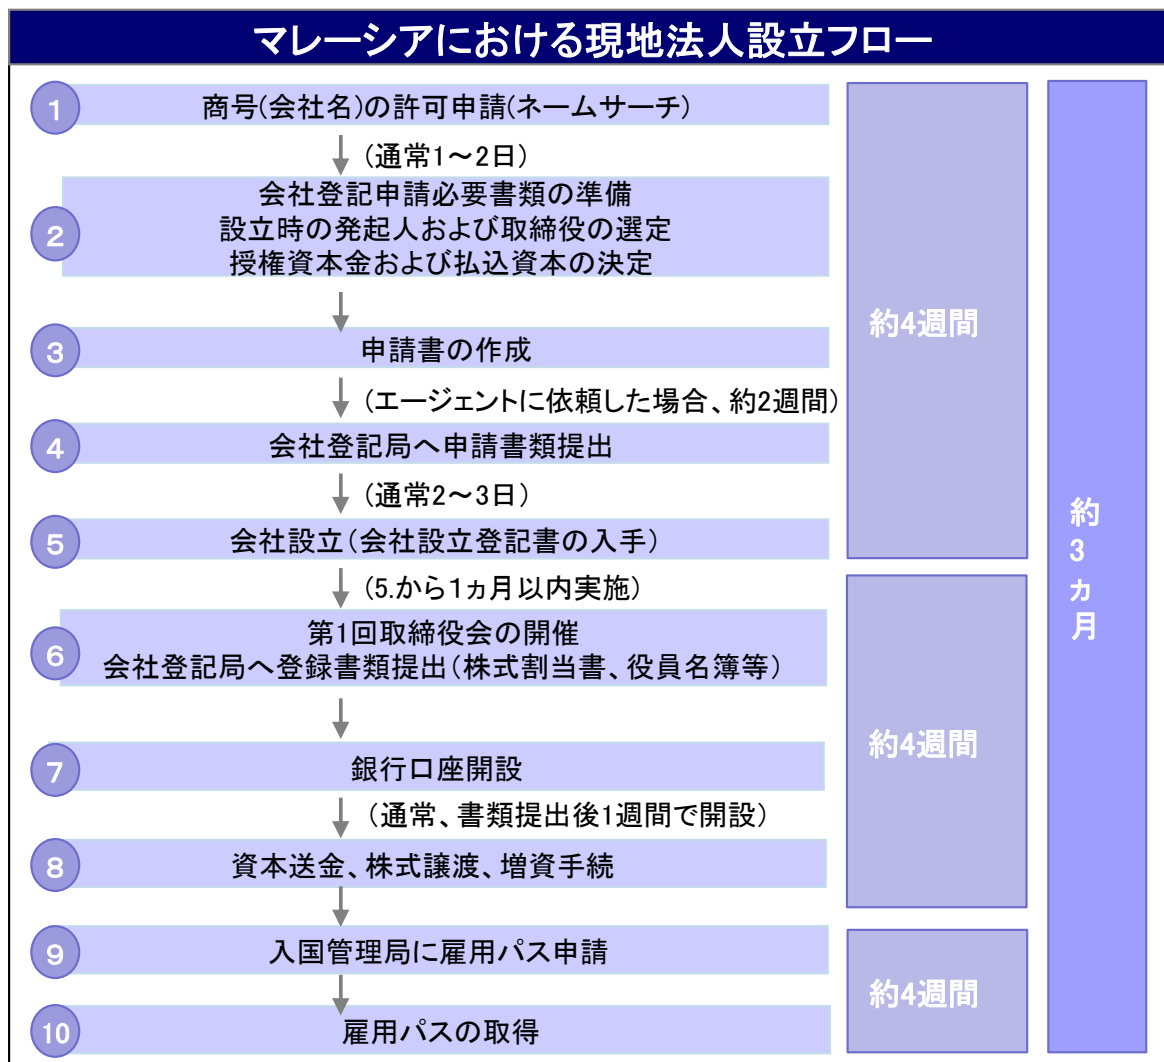 マレーシアにおける現地法人設立フロー
1
商号(会社名)の許可申請(ネームサーチ)
(通常1～2日)
2
会社登記申請必要書類の準備
設立時の発起人および取締役の選定
授権資本金および払込資本の決定
3
申請書の作成
(エージェントに依頼した場合、約2週間)
4
会社登記局へ申請書類提出
(通常2～3日)
5
会社設立(会社設立登記書の入手)
(5.から1ヵ月以内実施)
6
第1回取締役会の開催
会社登記局へ登録書類提出(株式割当書、役員名簿等)
7
銀行口座開設
(通常、書類提出後1週間で開設)
8
資本送金、株式譲渡、増資手続
9
入国管理局に雇用パス申請
10
雇用パスの取得
約4週間
約4週間
約4週間
約3カ月